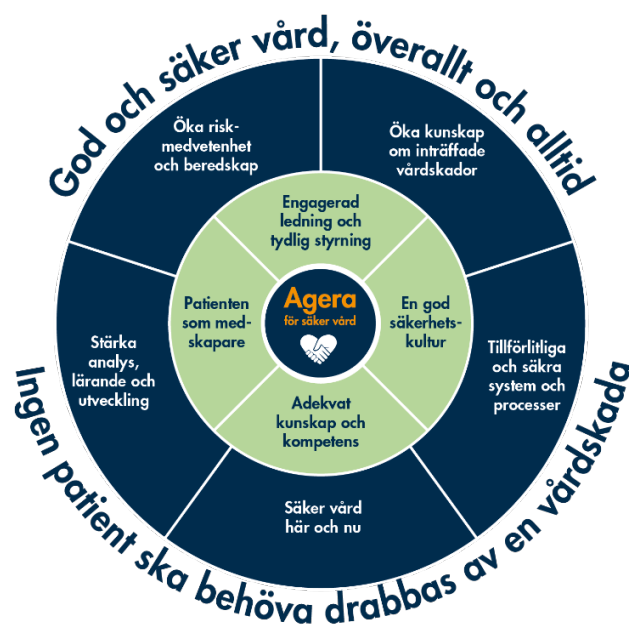 God och säker vård, överallt och alltid
Öka risk-
medvetenhet
och beredskap
Öka kunskap
om inträffade
vårdskador
Engagerad
ledning och
tydlig styrning
Patienten
som med-
skapare
Agera
för säker vård
En god
säkerhets-
kultur
Stärka
analys,
lärande och
utveckling
Tillförlitliga
och säkra
system och
processer
Adekvat
kunskap och
kompetens
Säker vård
här och nu
Ingen patient ska behöva drabbas av en vårdskada